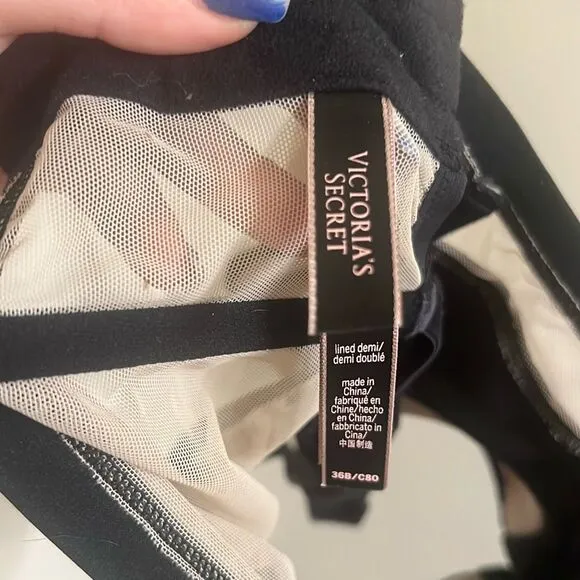 VICTORIA'S
SECRET
lined demi/
demi doublé
made in
China/
fabriqué en
Chine/hecho
en China/
fabbricato in
Cina/
中国制造
36B/C80